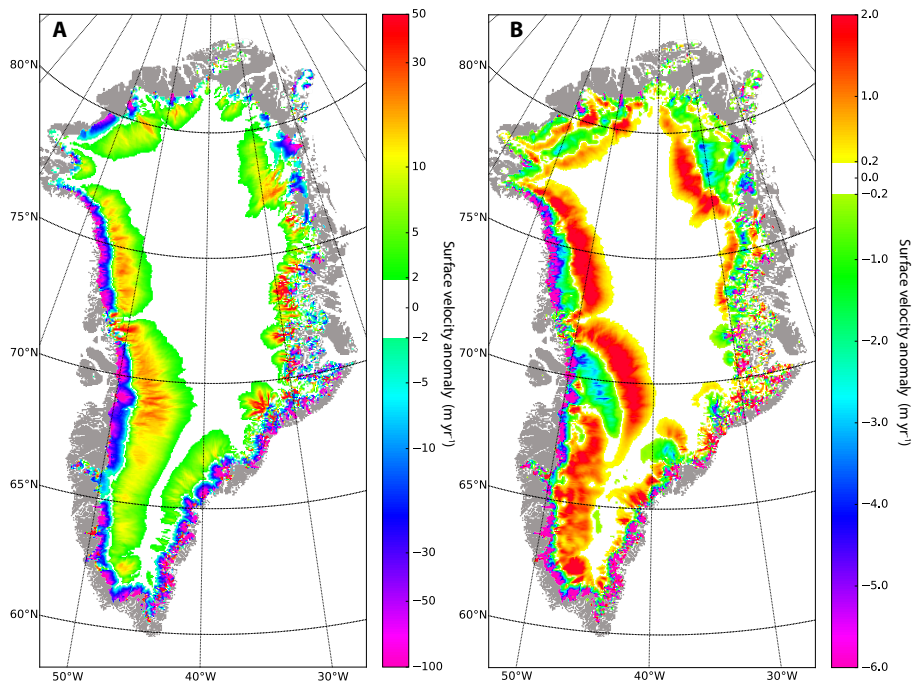 A
80°N
75°N
70°N
65°N
60°N
50°W
40°W
30°W
50
30
10
5
2
0
−2
−5
−10
−30
−50
−100
Surface velocity anomaly (m yr⁻¹)
B
80°N
75°N
70°N
65°N
60°N
50°W
40°W
30°W
2.0
1.0
0.2
0.0
−0.2
−1.0
−2.0
−3.0
−4.0
−5.0
−6.0
Surface velocity anomaly (m yr⁻¹)